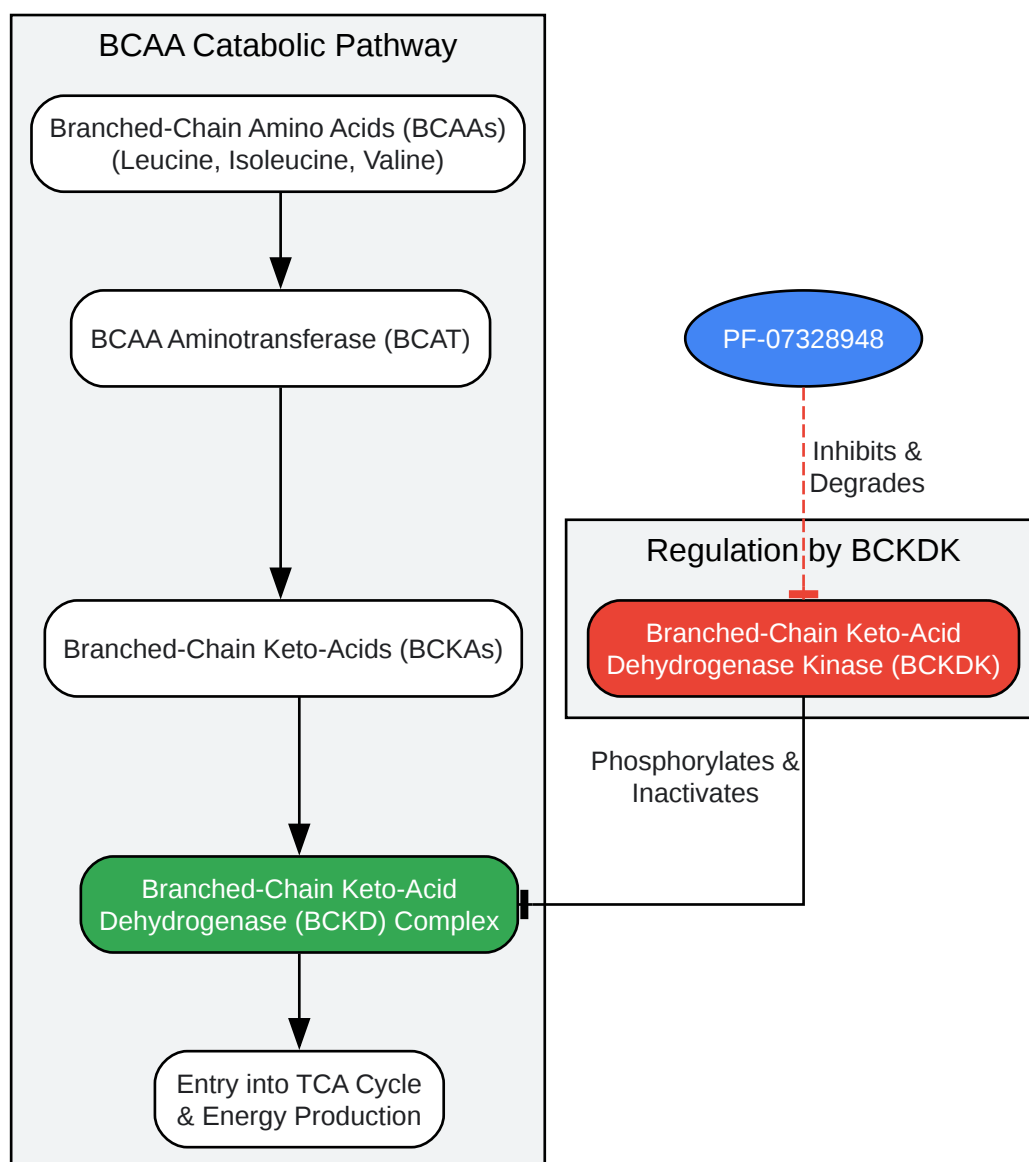 BCAA Catabolic Pathway
Branched-Chain Amino Acids (BCAAs)
(Leucine, Isoleucine, Valine)
BCAA Aminotransferase (BCAT)
PF-07328948
Inhibits &
Degrades
Regulation by BCKDK
Branched-Chain Keto-Acids (BCKAs)
Branched-Chain Keto-Acid
Dehydrogenase Kinase (BCKDK)
Phosphorylates &
Inactivates
Branched-Chain Keto-Acid
Dehydrogenase (BCKD) Complex
Entry into TCA Cycle
& Energy Production